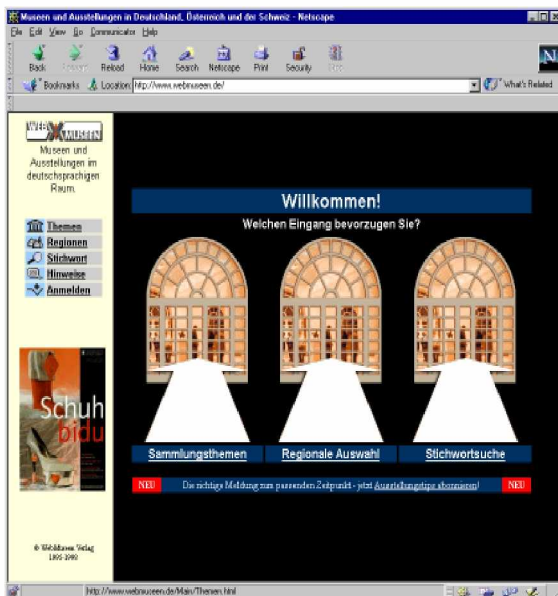 Museen und Ausstellungen in Deutschland, Österreich und der Schweiz - Netscape
File Edit View Go Communicator Help
Back Reload Home Search Netscape Print Security Stop
Bookmarks Location: http://www.webmuseen.de/ What's Related
WEB MUSEEN
Museen und
Ausstellungen im
deutschsprachigen
Raum.
Themen
Regionen
Stichwort
Hinweise
Anmelden
Schuh
bidu
© WebMuseen Verlag
Willkommen!
Welchen Eingang bevorzugen Sie?
Sammlungsthemen Regionale Auswahl Stichwortsuche
NEU Die richtige Meldung zum passenden Zeitpunkt - jetzt Ausstellungstips abonnieren! NEU
http://www.webmuseen.de/Main/Themen.html